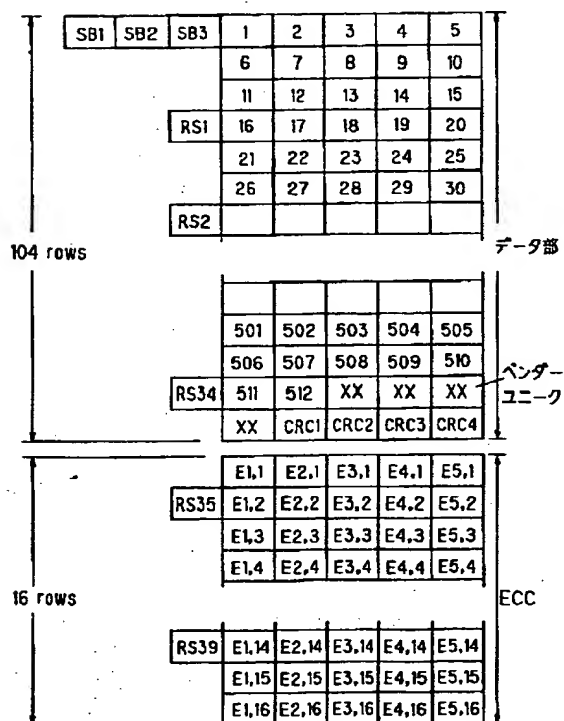 SB1 SB2 SB3 1 2 3 4 5
6 7 8 9 10
11 12 13 14 15
RS1 16 17 18 19 20
21 22 23 24 25
26 27 28 29 30
RS2
104 rows
データ部
501 502 503 504 505
506 507 508 509 510
ベンダー
ユニーク
RS34 511 512 XX XX XX
XX CRC1 CRC2 CRC3 CRC4
E1,1 E2,1 E3,1 E4,1 E5,1
RS35 E1,2 E2,2 E3,2 E4,2 E5,2
E1,3 E2,3 E3,3 E4,3 E5,3
E1,4 E2,4 E3,4 E4,4 E5,4
16 rows
ECC
RS39 E1,14 E2,14 E3,14 E4,14 E5,14
E1,15 E2,15 E3,15 E4,15 E5,15
E1,16 E2,16 E3,16 E4,16 E5,16